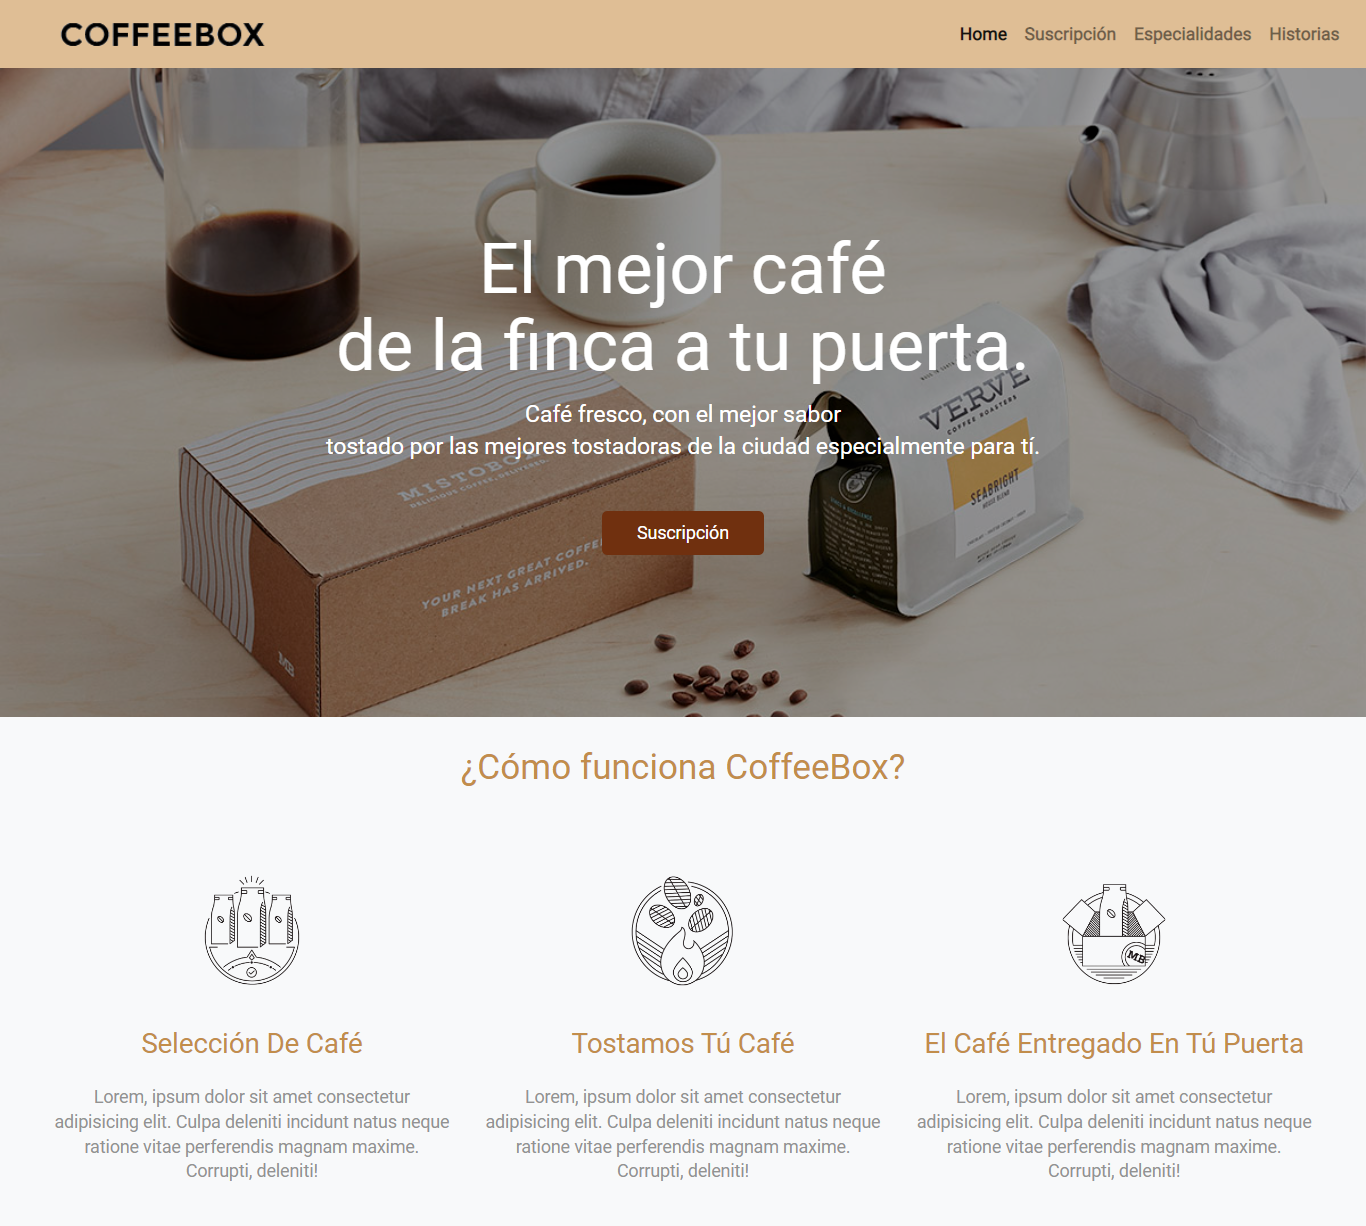 COFFEEBOX
Home Suscripción Especialidades Historias
El mejor café
de la finca a tu puerta.
Café fresco, con el mejor sabor
tostado por las mejores tostadoras de la ciudad especialmente para tí.
VERVE
COFFEE ROASTERS
SEABRIGHT
HOUSE BLEND
MISTOBO
DELICIOUS COFFEE, DELIVERED.
Suscripción
YOUR NEXT GREAT COFFEE
BREAK HAS ARRIVED.
MB
¿Cómo funciona CoffeeBox?
MB
Selección De Café
Lorem, ipsum dolor sit amet consectetur
adipisicing elit. Culpa deleniti incidunt natus neque
ratione vitae perferendis magnam maxime.
Corrupti, deleniti!
Tostamos Tú Café
Lorem, ipsum dolor sit amet consectetur
adipisicing elit. Culpa deleniti incidunt natus neque
ratione vitae perferendis magnam maxime.
Corrupti, deleniti!
El Café Entregado En Tú Puerta
Lorem, ipsum dolor sit amet consectetur
adipisicing elit. Culpa deleniti incidunt natus neque
ratione vitae perferendis magnam maxime.
Corrupti, deleniti!